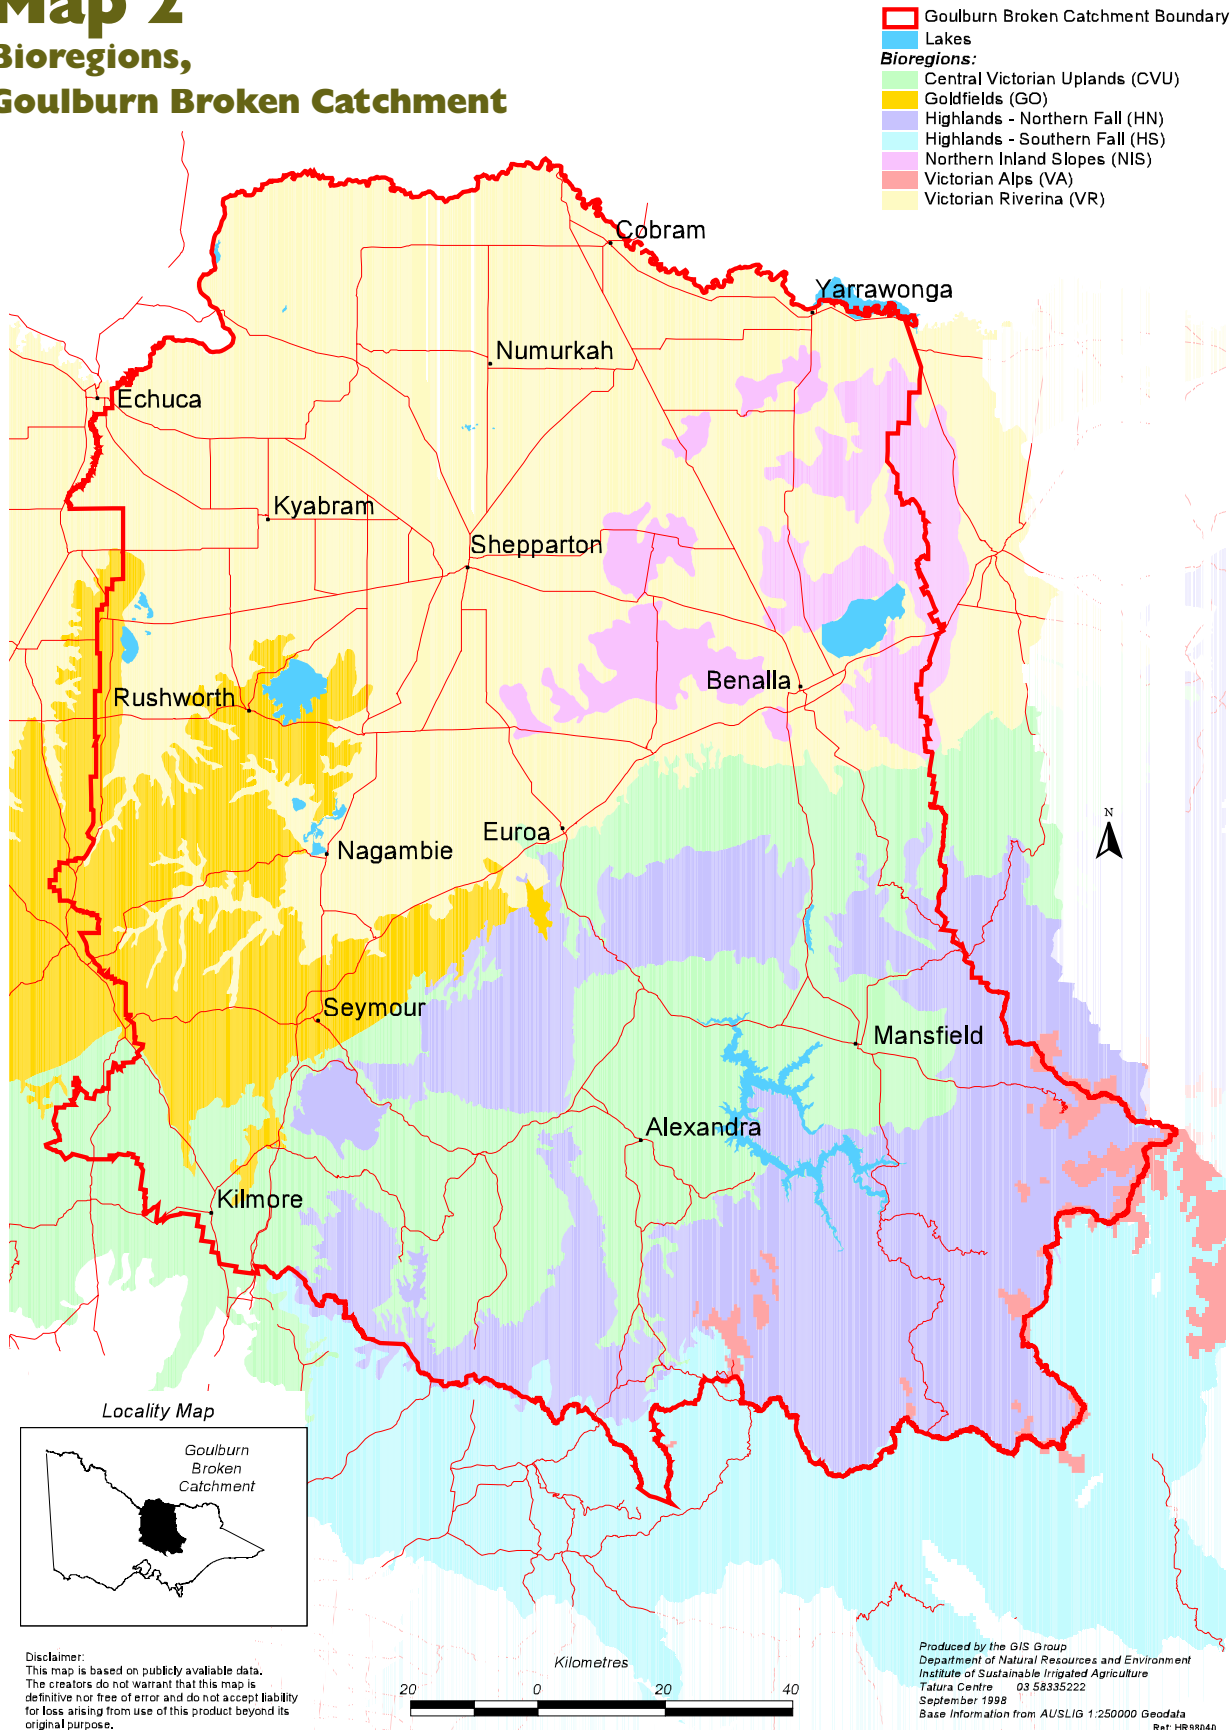 Map 2
Bioregions,
Goulburn Broken Catchment
Goulburn Broken Catchment Boundary
Lakes
Bioregions:
Central Victorian Uplands (CVU)
Goldfields (GO)
Highlands - Northern Fall (HN)
Highlands - Southern Fall (HS)
Northern Inland Slopes (NIS)
Victorian Alps (VA)
Victorian Riverina (VR)
Cobram
Yarrawonga
Numurkah
Echuca
Kyabram
Shepparton
Benalla
Rushworth
Euroa
Nagambie
N
Seymour
Mansfield
Alexandra
Kilmore
Locality Map
Goulburn
Broken
Catchment
Disclaimer:
This map is based on publicly available data.
The creators do not warrant that this map is
definitive nor free of error and do not accept liability
for loss arising from use of this product beyond its
original purpose.
Kilometres
20 0 20 40
Produced by the GIS Group
Department of Natural Resources and Environment
Institute of Sustainable Irrigated Agriculture
Tatura Centre 03 58335222
September 1998
Base Information from AUSLIG 1:250000 Geodata
Ref: HR98040